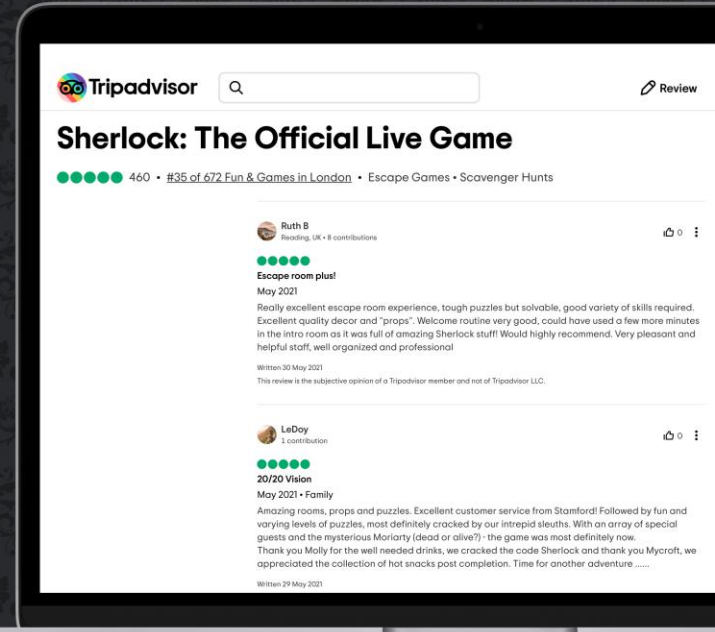 Tripadvisor
Review
Sherlock: The Official Live Game
460 • #35 of 672 Fun & Games in London • Escape Games • Scavenger Hunts
Ruth B
Reading, UK • 8 contributions
0
Escape room plus!
May 2021
Really excellent escape room experience, tough puzzles but solvable, good variety of skills required.
Excellent quality decor and "props". Welcome routine very good, could have used a few more minutes
in the intro room as it was full of amazing Sherlock stuff! Would highly recommend. Very pleasant and
helpful staff, well organized and professional
Written 30 May 2021
This review is the subjective opinion of a Tripadvisor member and not of Tripadvisor LLC.
LeDoy
1 contribution
0
20/20 Vision
May 2021 • Family
Amazing rooms, props and puzzles. Excellent customer service from Stamford! Followed by fun and
varying levels of puzzles, most definitely cracked by our intrepid sleuths. With an array of special
guests and the mysterious Moriarty (dead or alive?) - the game was most definitely now.
Thank you Molly for the well needed drinks, we cracked the code Sherlock and thank you Mycroft, we
appreciated the collection of hot snacks post completion. Time for another adventure ......
Written 29 May 2021